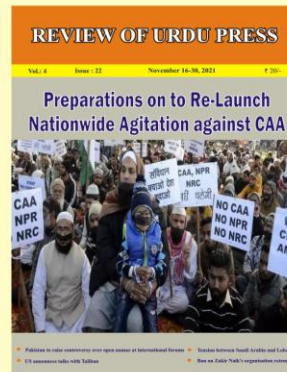 REVIEW OF URDU PRESS
Vol.: 4 Issue : 22 November 16-30, 2021 ₹ 20/-
Preparations on to Re-Launch
Nationwide Agitation against CAA
CAA
NPR
NRC
संविधान
बचाओ देश
बचाओ
CAA, NPR
NRC
नहीं चलेगी
NO CAA
NO NPR
NO NRC
Pakistan to raise controversy over open namaz at international forums
US announces talks with Taliban
Tension between Saudi Arabia and
Ban on Zakir Naik's organisation